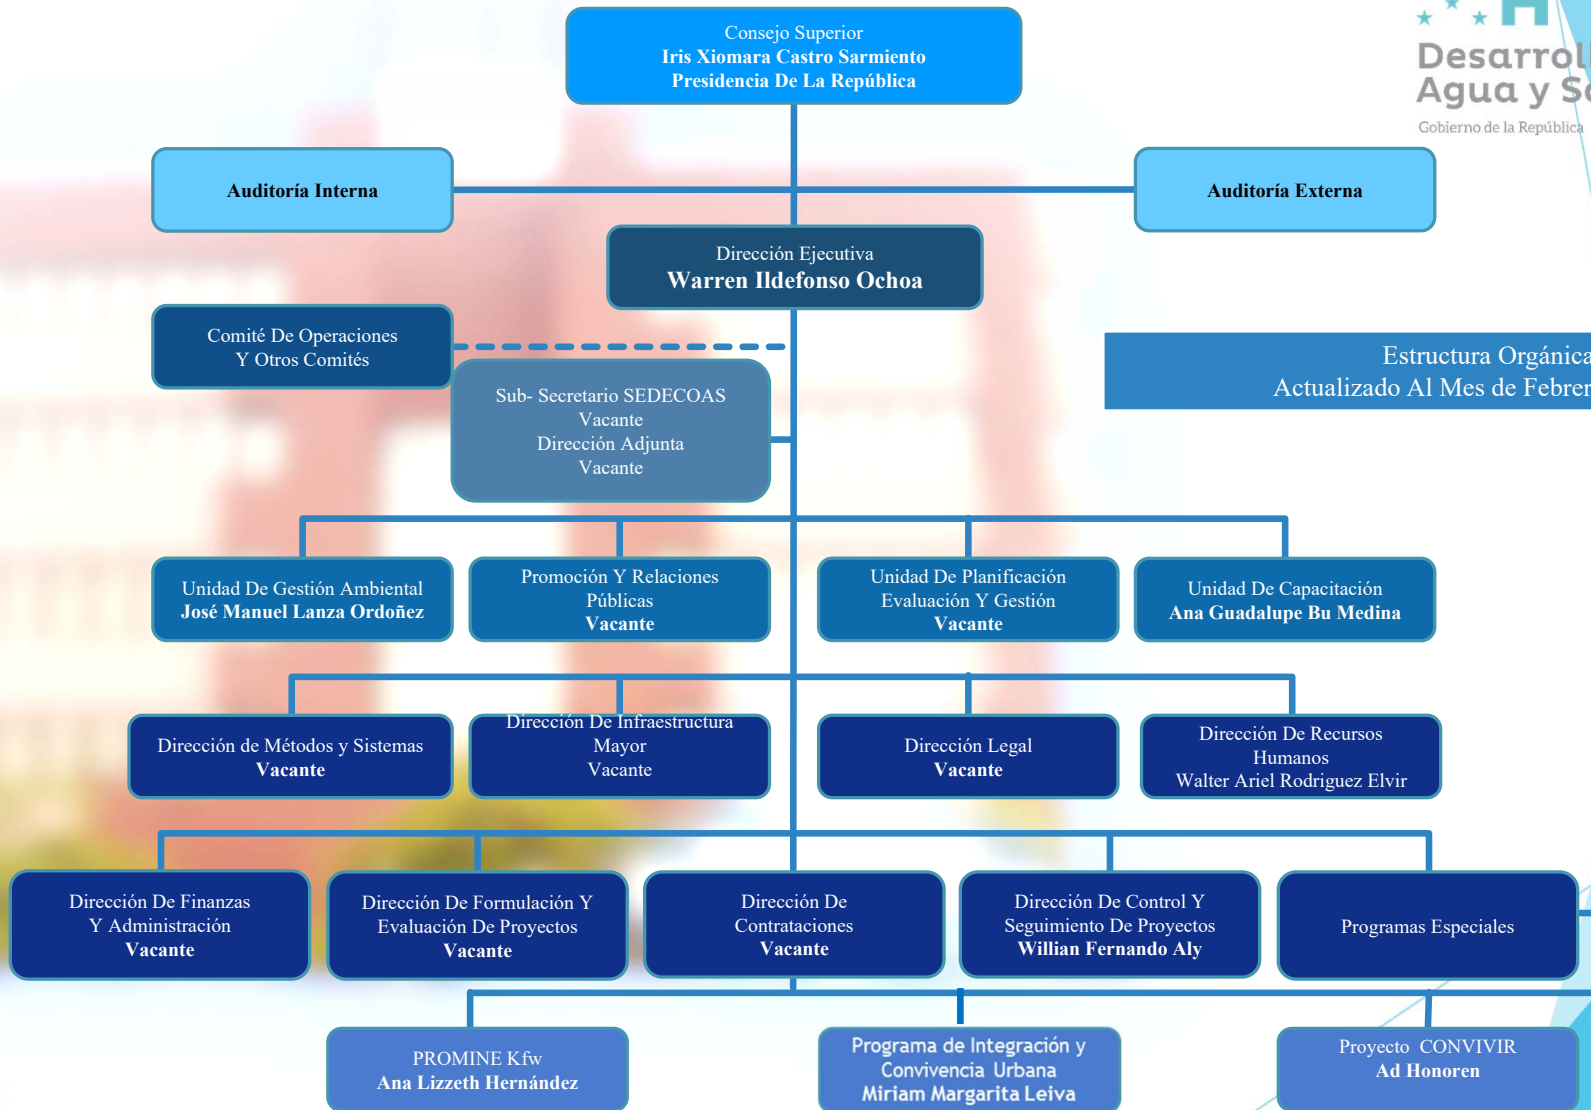 Consejo Superior
Iris Xiomara Castro Sarmiento
Presidencia De La República
Agua y
Gobierno de la República
Auditoría Interna
Auditoría Externa
Dirección Ejecutiva
Warren Ildefonso Ochoa
Comité De Operaciones
Y Otros Comités
Estructura Orgánica
Actualizado Al Mes de
Sub- Secretario SEDECOAS
Vacante
Dirección Adjunta
Vacante
Unidad De Gestión Ambiental
José Manuel Lanza Ordoñez
Promoción Y Relaciones
Públicas
Vacante
Unidad De Planificación
Evaluación Y Gestión
Vacante
Unidad De Capacitación
Ana Guadalupe Bu Medina
Dirección de Métodos y Sistemas
Vacante
Dirección De Infraestructura
Mayor
Vacante
Dirección Legal
Vacante
Dirección De Recursos
Humanos
Walter Ariel Rodriguez Elvir
Dirección De Finanzas
Y Administración
Vacante
Dirección De Formulación Y
Evaluación De Proyectos
Vacante
Dirección De
Contrataciones
Vacante
Dirección De Control Y
Seguimiento De Proyectos
Willian Fernando Aly
Programas Especiales
PROMINE Kfw
Ana Lizzeth Hernández
Programa de Integración y
Convivencia Urbana
Miriam Margarita Leiva
Proyecto CONVIVIR
Ad Honoren